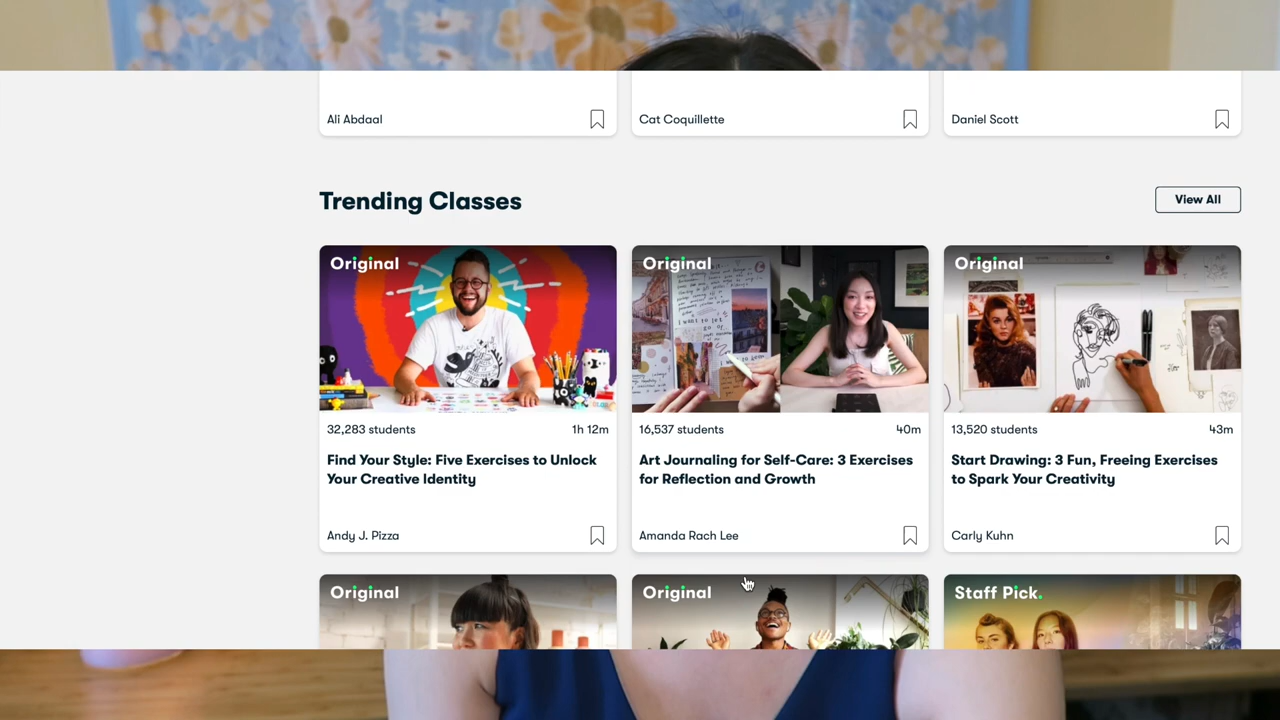 Ali Abdaal
Cat Coquillette
Daniel Scott
Trending Classes
View All
Original
Original
Original
32,283 students
1h 12m
16,537 students
40m
13,520 students
43m
Find Your Style: Five Exercises to Unlock
Your Creative Identity
Art Journaling for Self-Care: 3 Exercises
for Reflection and Growth
Start Drawing: 3 Fun, Freeing Exercises
to Spark Your Creativity
Andy J. Pizza
Amanda Rach Lee
Carly Kuhn
Original
Original
Staff Pick.